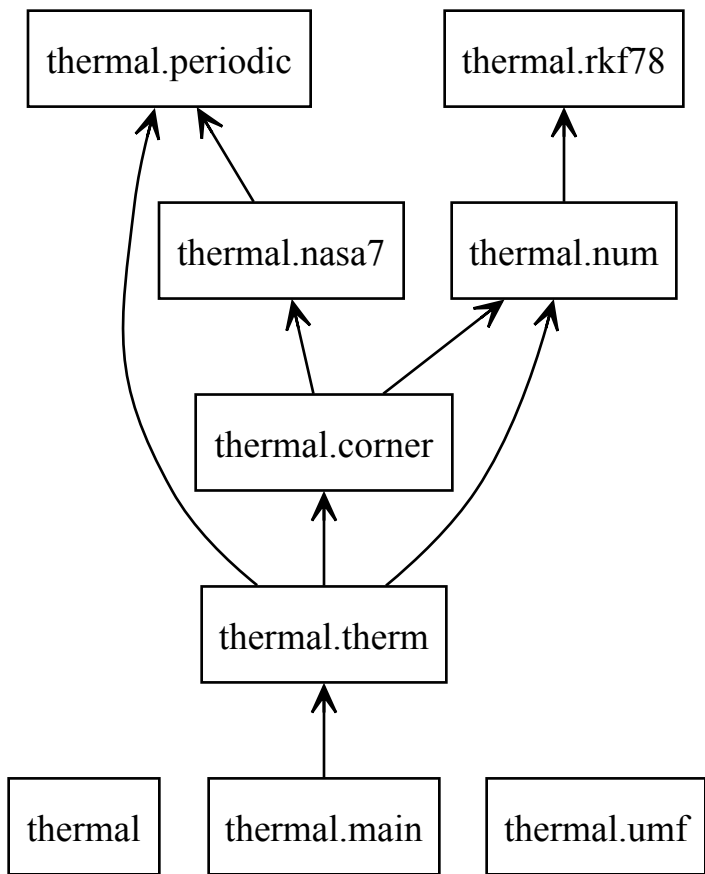 thermal.periodic
thermal.rkf78
thermal.nasa7
thermal.num
thermal.corner
thermal.therm
thermal
thermal.main
thermal.umf